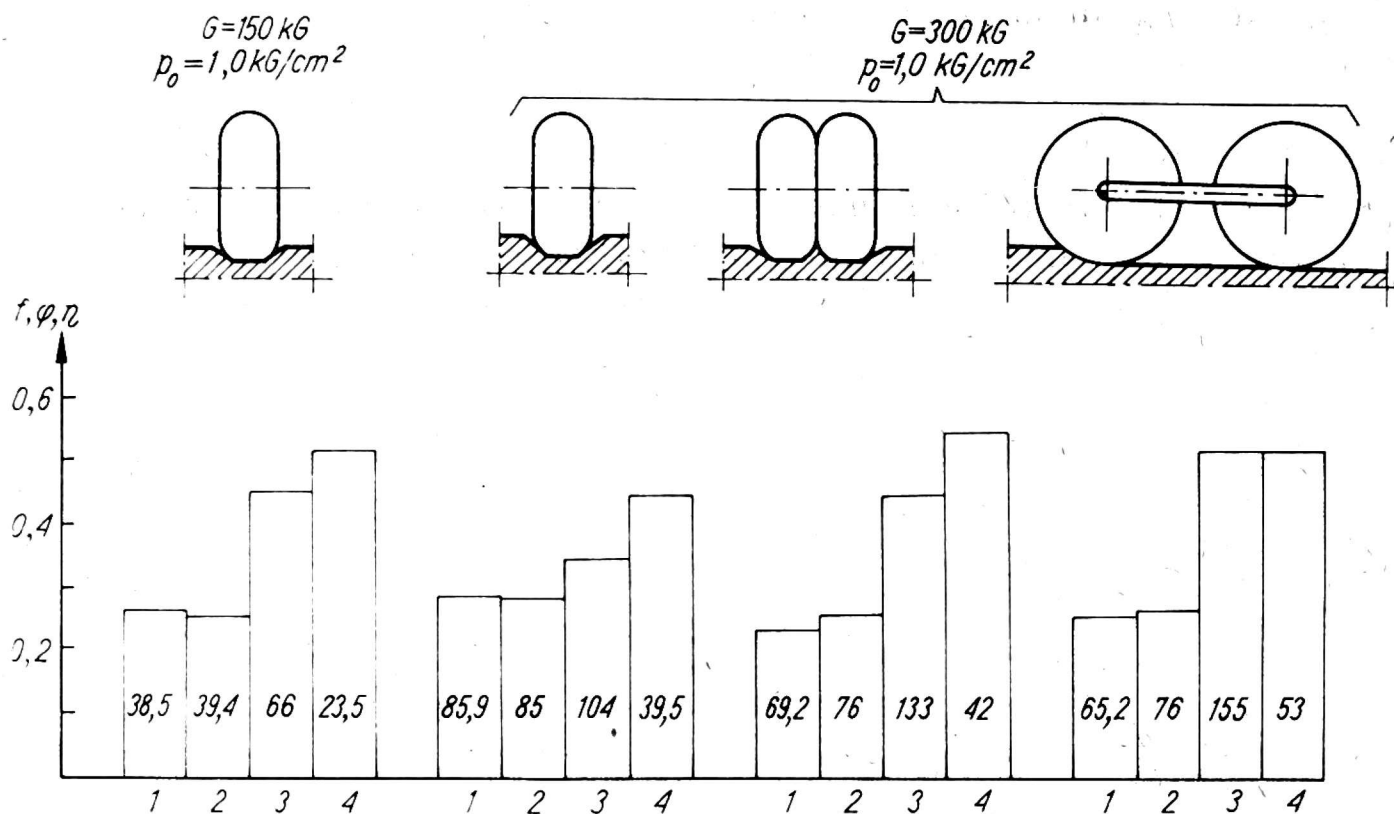 G=150 kG
p₀=1,0 kG/cm²
G=300 kG
p₀=1,0 kG/cm²
f,φ,η
0,6
0,4
0,2
38,5 39,4 66 23,5 85,9 85 104 39,5 69,2 76 133 42 65,2 76 155 53
1 2 3 4 1 2 3 4 1 2 3 4 1 2 3 4